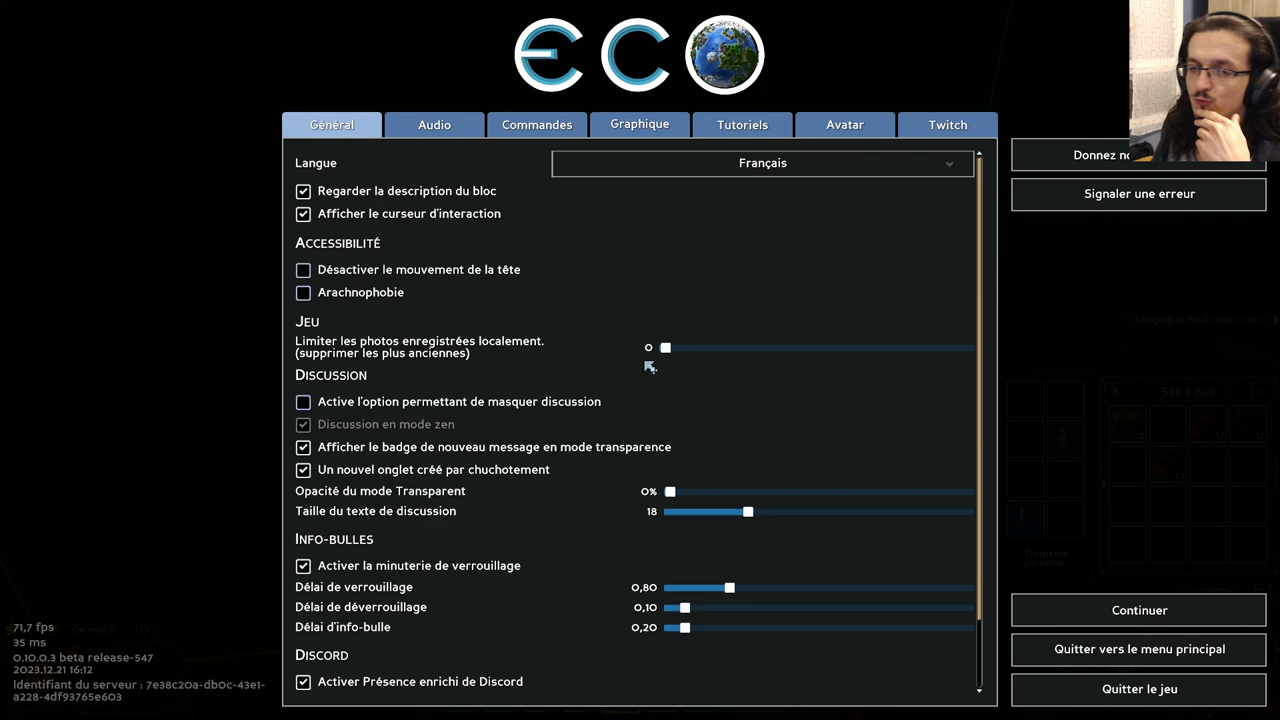 ECO
Général
Audio
Commandes
Graphique
Tutoriels
Avatar
Twitch
Langue
Français
Regarder la description du bloc
Afficher le curseur d'interaction
Accessibilité
Désactiver le mouvement de la tête
Arachnophobie
Jeu
Limiter les photos enregistrées localement.
(supprimer les plus anciennes)
0
Discussion
Active l'option permettant de masquer discussion
Discussion en mode zen
Afficher le badge de nouveau message en mode transparence
Un nouvel onglet créé par chuchotement
Opacité du mode Transparent
0%
Taille du texte de discussion
18
Info-bulles
Activer la minuterie de verrouillage
Délai de verrouillage
0,80
Délai de déverrouillage
0,10
Délai d'info-bulle
0,20
Discord
Activer Présence enrichi de Discord
Donnez
Signaler une erreur
Sac à dos
Troisième
personne
Continuer
Quitter vers le menu principal
Quitter le jeu
71,7 fps
35 ms
0.10.0.3 beta release-547
2023.12.21 16:12
Identifiant du serveur : 7e38c20a-db0c-43e1-
a228-4df93765e603